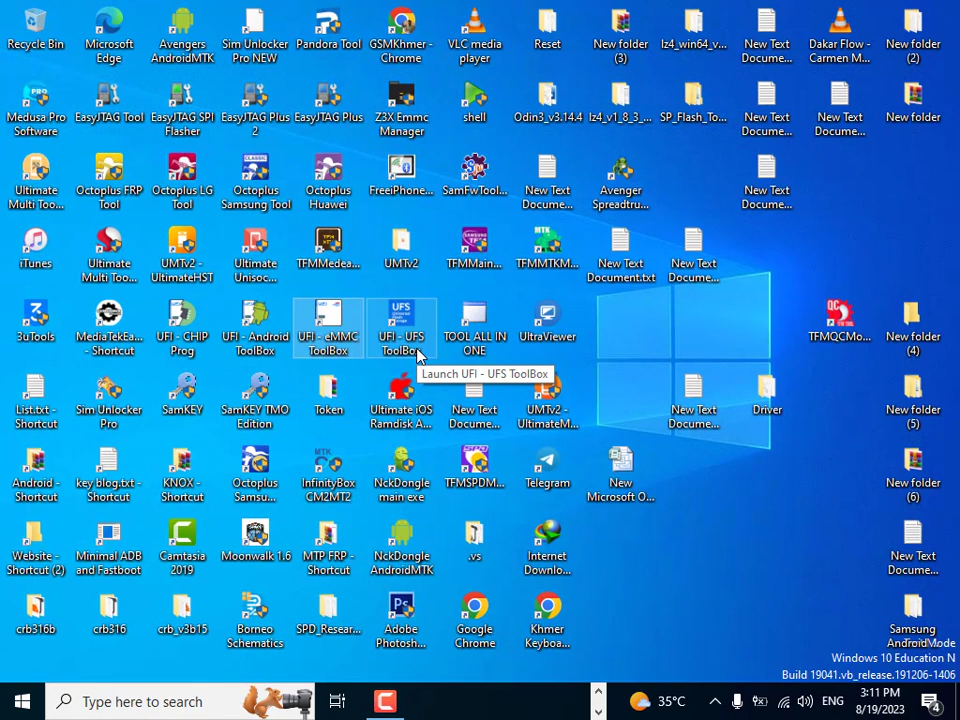 Recycle Bin
Microsoft
Edge
Avengers
AndroidMTK
Sim Unlocker
Pro NEW
Pandora Tool
GSMKhmer -
Chrome
VLC media
player
Reset
New folder
(3)
lz4_win64_v...
New Text
Docume...
Dakar Flow -
Carmen M...
New folder
(2)
Medusa Pro
Software
EasyJTAG Tool
EasyJTAG SPI
Flasher
EasyJTAG Plus
2
EasyJTAG Plus
Z3X Emmc
Manager
shell
Odin3_v3.14.4
lz4_v1_8_3_...
SP_Flash_To...
New Text
Docume...
New Text
Docume...
New folder
Ultimate
Multi Too...
Octoplus FRP
Tool
Octoplus LG
Tool
CLASSIC
Octoplus
Samsung Tool
Octoplus
Huawei
FreeiPhone...
SamFwTool...
New Text
Docume...
Avenger
Spreadtru...
New Text
Docume...
iTunes
Ultimate
Multi Too...
UMTv2 -
UltimateHST
Ultimate
Unisoc...
TFMMedea...
UMTv2
TFMMain...
TFMMTKM...
New Text
Document.txt
New Text
Docume...
3uTools
MediaTekEa...
- Shortcut
UFI - CHIP
Prog
UFI - Android
ToolBox
UFI - eMMC
ToolBox
UFS
UFI - UFS
ToolBox
TOOL ALL IN
ONE
UltraViewer
TFMQCMo...
New folder
(4)
Launch UFI - UFS ToolBox
List.txt -
Shortcut
Sim Unlocker
Pro
SamKEY
SamKEY TMO
Edition
Token
Ultimate iOS
Ramdisk A...
New Text
Docume...
UMTv2 -
UltimateM...
New Text
Docume...
Driver
New folder
(5)
Android -
Shortcut
key blog.txt -
Shortcut
KNOX -
Shortcut
Octoplus
Samsu...
MTK
InfinityBox
CM2MT2
NckDongle
main exe
TFMSPDM...
Telegram
New
Microsoft O...
New folder
(6)
Website -
Shortcut (2)
Minimal ADB
and Fastboot
Camtasia
2019
Moonwalk 1.6
MTP FRP -
Shortcut
NckDongle
AndroidMTK
.vs
Internet
Downlo...
New Text
Docume...
crb316b
crb316
crb_v3b15
Borneo
Schematics
SPD_Resear...
Ps
Adobe
Photosh...
Google
Chrome
Khmer
Keyboa...
Samsung
Windows 10 Education N
Build 19041.vb_release.191206-1406
Type here to search
35°C
ENG
3:11 PM
8/19/2023
4